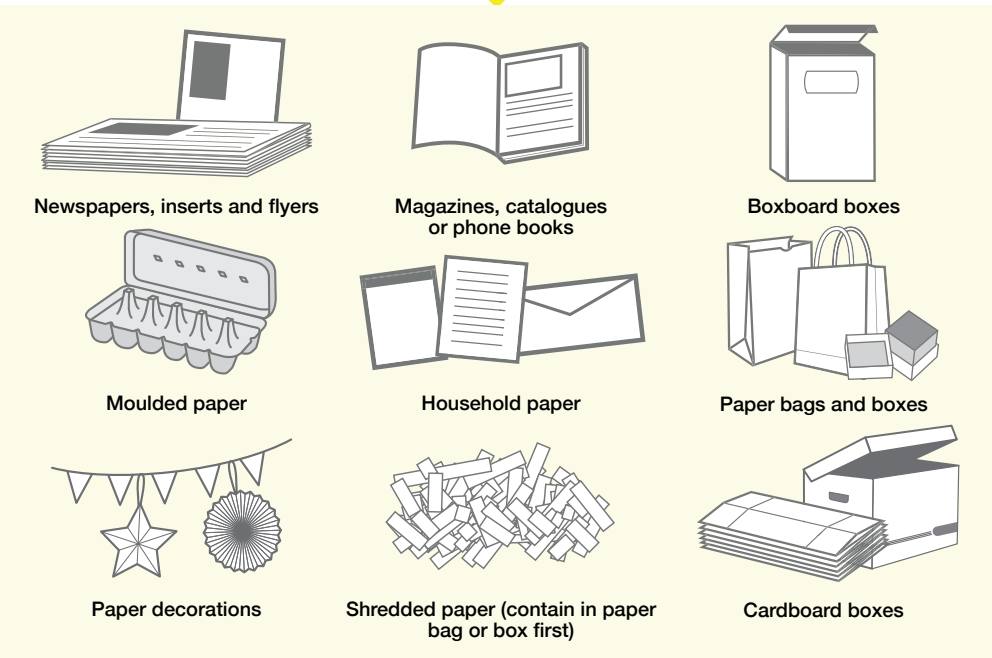 Newspapers, inserts and flyers
Magazines, catalogues
or phone books
Boxboard boxes
Moulded paper
Household paper
Paper bags and boxes
Paper decorations
Shredded paper (contain in paper
bag or box first)
Cardboard boxes